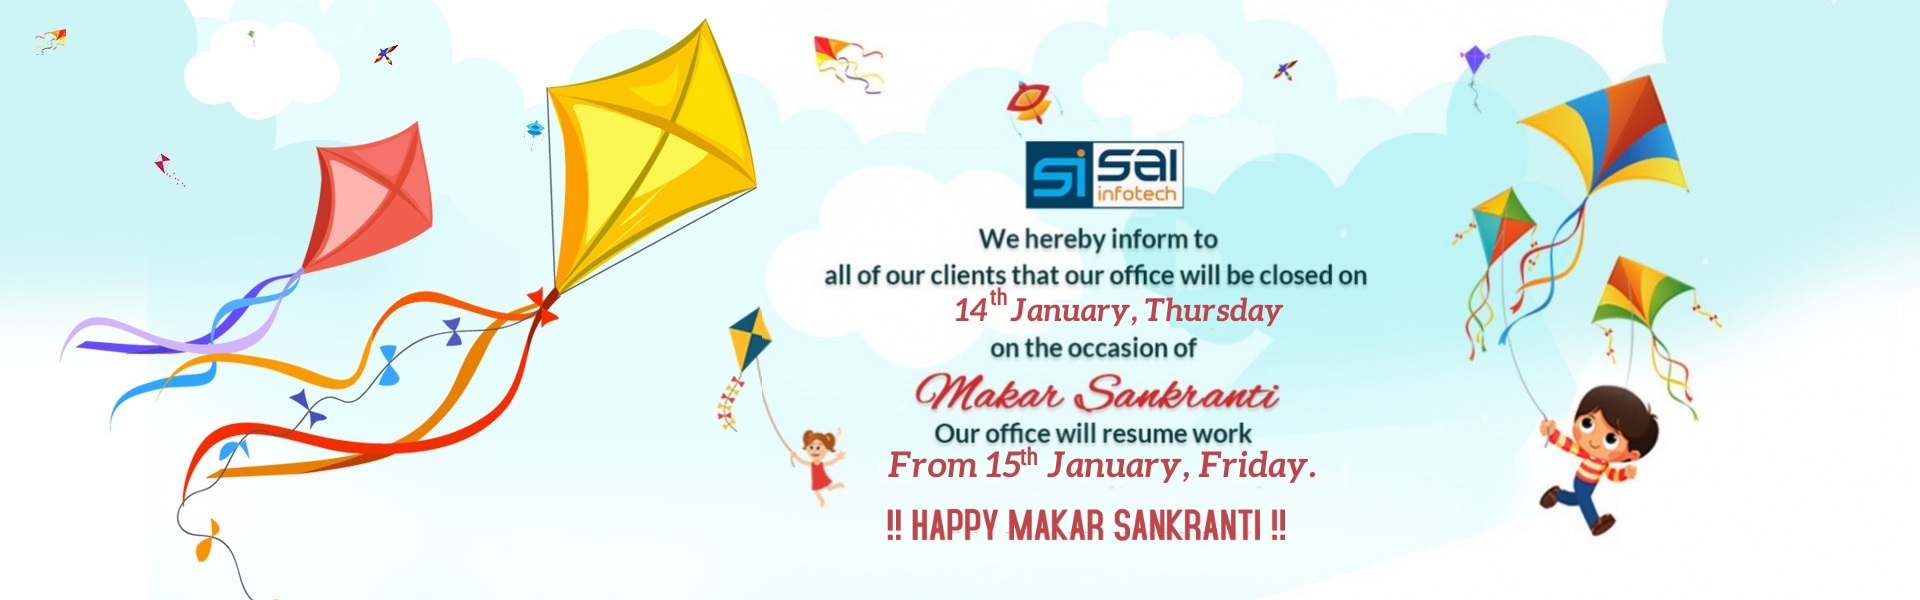 Si SAI
infotech
We hereby inform to
all of our clients that our office will be closed on
14th January, Thursday
on the occasion of
Makar Sankranti
Our office will resume work
From 15th January, Friday.
!! HAPPY MAKAR SANKRANTI !!